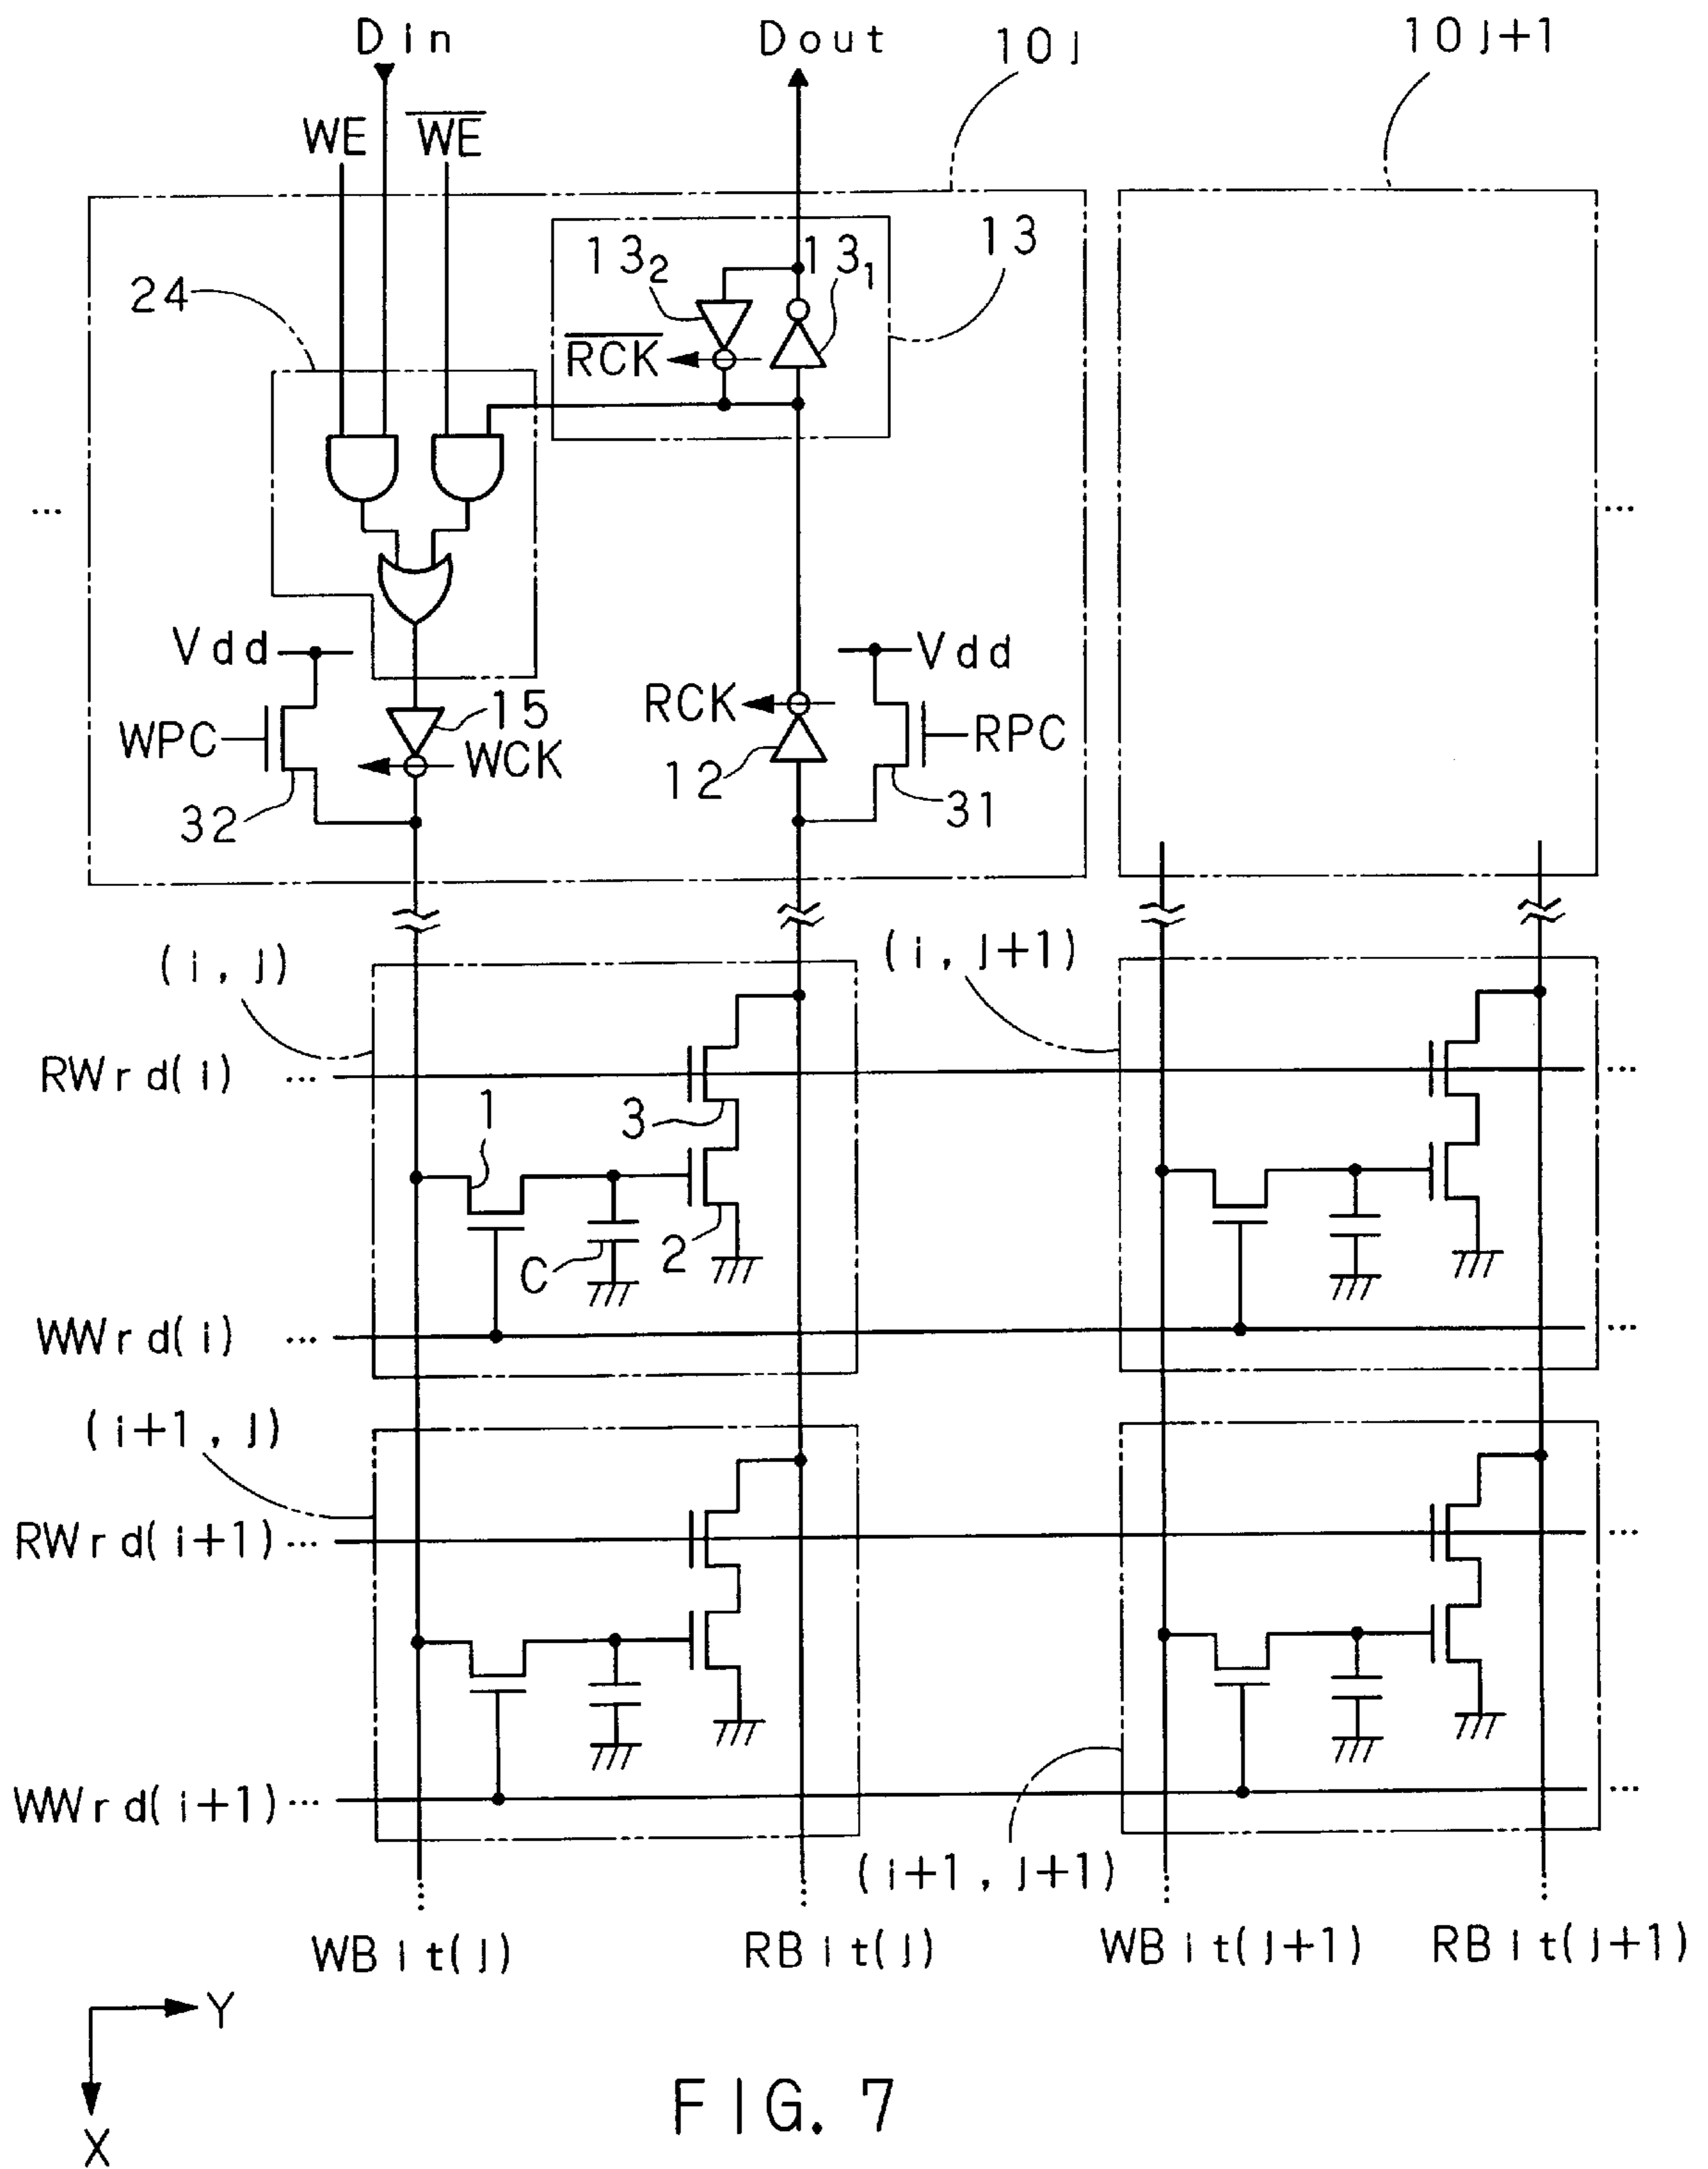 Din
Dout
10j
10j+1
WE
WE
13₂
13₁
13
24
RCK
...
...
Vdd
Vdd
15
RCK
WPC
WCK
RPC
12
32
31
(i, j)
(i, j+1)
RWrd(i)
...
...
1
3
C
2
WWrd(i)
...
...
(i+1, j)
RWrd(i+1)
...
...
WWrd(i+1)
...
...
(i+1, j+1)
WBit(j)
RBit(j)
WBit(j+1)
RBit(j+1)
Y
X
FIG. 7